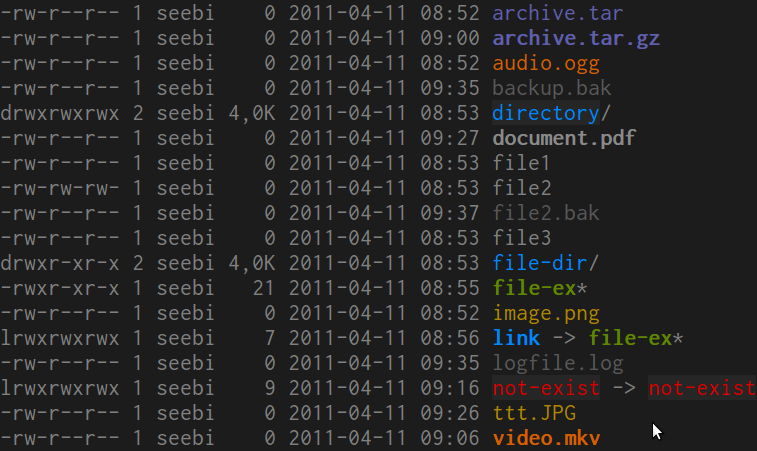 -rw-r--r-- 1 seebi    0 2011-04-11 08:52 archive.tar
-rw-r--r-- 1 seebi    0 2011-04-11 09:00 archive.tar.gz
-rw-r--r-- 1 seebi    0 2011-04-11 08:52 audio.ogg
-rw-r--r-- 1 seebi    0 2011-04-11 09:35 backup.bak
drwxrwxrwx 2 seebi 4,0K 2011-04-11 08:53 directory/
-rw-r--r-- 1 seebi    0 2011-04-11 09:27 document.pdf
-rw-r--r-- 1 seebi    0 2011-04-11 08:53 file1
-rw-rw-rw- 1 seebi    0 2011-04-11 08:53 file2
-rw-r--r-- 1 seebi    0 2011-04-11 09:37 file2.bak
-rw-r--r-- 1 seebi    0 2011-04-11 08:53 file3
drwxr-xr-x 2 seebi 4,0K 2011-04-11 08:53 file-dir/
-rwxr-xr-x 1 seebi   21 2011-04-11 08:55 file-ex*
-rw-r--r-- 1 seebi    0 2011-04-11 08:52 image.png
lrwxrwxrwx 1 seebi    7 2011-04-11 08:56 link -> file-ex*
-rw-r--r-- 1 seebi    0 2011-04-11 09:35 logfile.log
lrwxrwxrwx 1 seebi    9 2011-04-11 09:16 not-exist -> not-exist
-rw-r--r-- 1 seebi    0 2011-04-11 09:26 ttt.JPG
-rw-r--r-- 1 seebi    0 2011-04-11 09:06 video.mkv